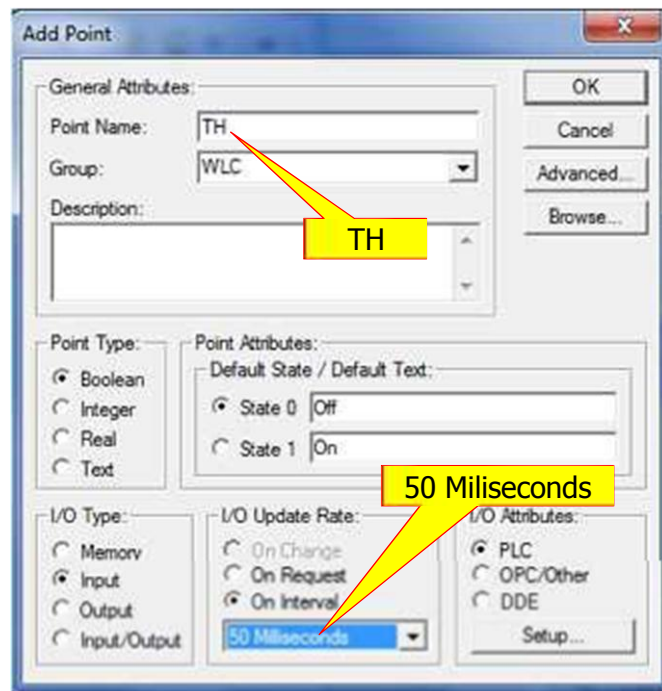 Add Point
General Attributes:
OK
Point Name: TH
Cancel
Group: WLC
Advanced...
Description:
Browse...
TH
Point Type:
Point Attributes:
Boolean
Default State / Default Text:
Integer
State 0 Off
Real
State 1 On
Text
50 Miliseconds
I/O Type:
I/O Update Rate:
I/O Attributes:
Memory
On Change
PLC
Input
On Request
OPC/Other
Output
On Interval
DDE
Input/Output
50 Milliseconds
Setup...